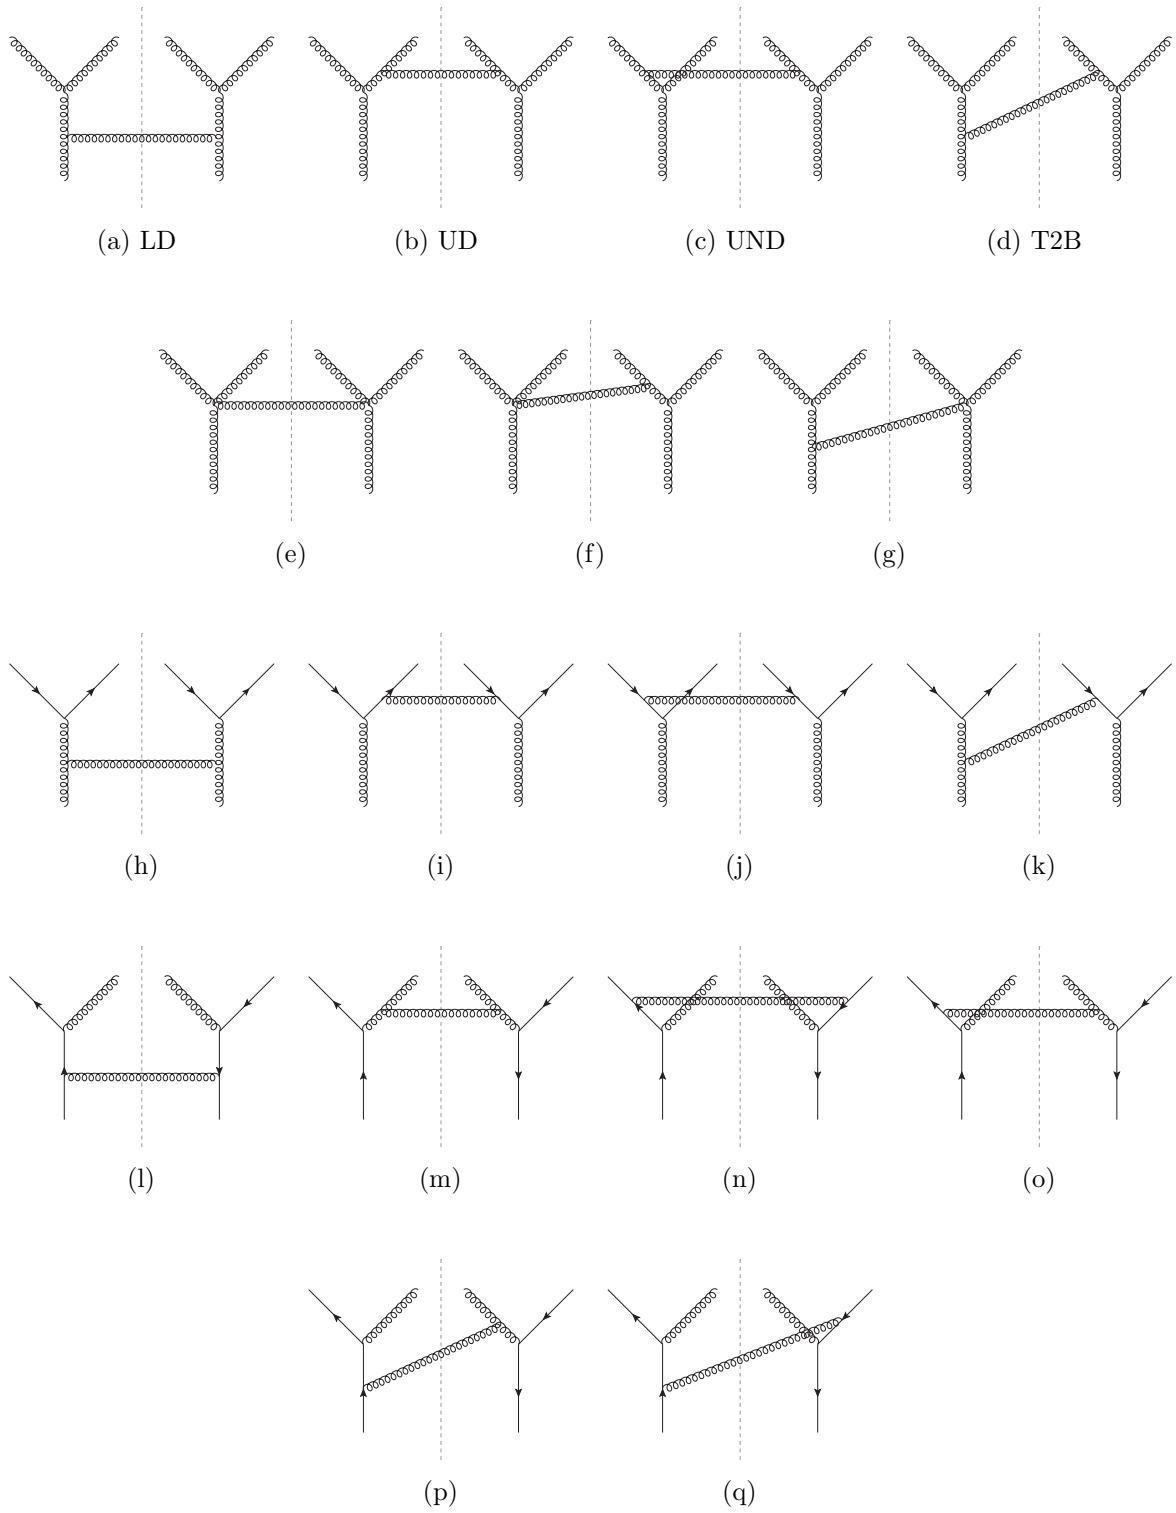 (a) LD (b) UD (c) UND (d) T2B
(e) (f) (g)
(h) (i) (j) (k)
(l) (m) (n) (o)
(p) (q)